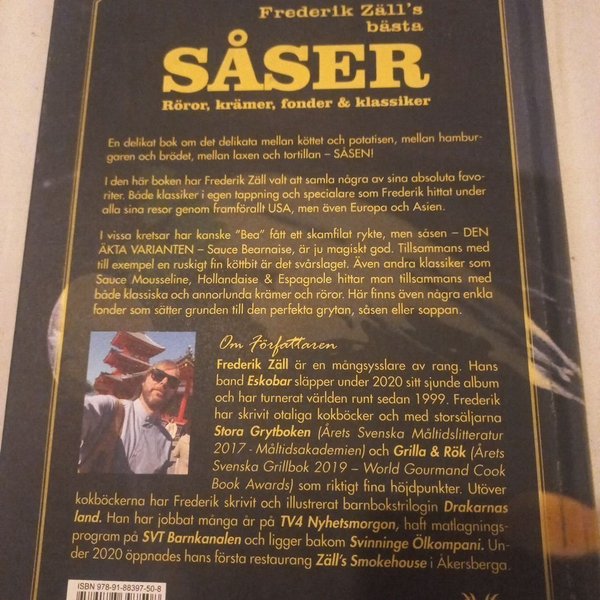 Frederik Zäll's
bästa
SÅSER
Röror, krämer, fonder & klassiker
En delikat bok om det delikata mellan köttet och potatisen, mellan hambur-
garen och brödet, mellan laxen och tortillan – SÅSEN!
I den här boken har Frederik Zäll valt att samla några av sina absoluta favo-
riter. Både klassiker i egen tappning och specialare som Frederik hittat under
alla sina resor genom framförallt USA, men även Europa och Asien.
I vissa kretsar har kanske "Bea" fått ett skamfilat rykte, men såsen – DEN
ÄKTA VARIANTEN – Sauce Bearnaise, är ju magiskt god. Tillsammans med
till exempel en ruskigt fin köttbit är det svårslaget. Även andra klassiker som
Sauce Mousseline, Hollandaise & Espagnole hittar man tillsammans med
både klassiska och annorlunda krämer och röror. Här finns även några enkla
fonder som sätter grunden till den perfekta grytan, såsen eller soppan.
Om Författaren
Frederik Zäll är en mångsysslare av rang. Hans
band Eskobar släpper under 2020 sitt sjunde album
och har turnerat världen runt sedan 1999. Frederik
har skrivit otaliga kokböcker och med storsäljarna
Stora Grytboken (Årets Svenska Måltidslitteratur
2017 - Måltidsakademien) och Grilla & Rök (Årets
Svenska Grillbok 2019 – World Gourmand Cook
Book Awards) som riktigt fina höjdpunkter. Utöver
kokböckerna har Frederik skrivit och illustrerat barnbokstrilogin Drakarnas
land. Han har jobbat många år på TV4 Nyhetsmorgon, haft matlagnings-
program på SVT Barnkanalen och ligger bakom Svinninge Ölkompani. Un-
der 2020 öppnades hans första restaurang Zäll's Smokehouse i Åkersberga.
ISBN 978-91-88397-50-8